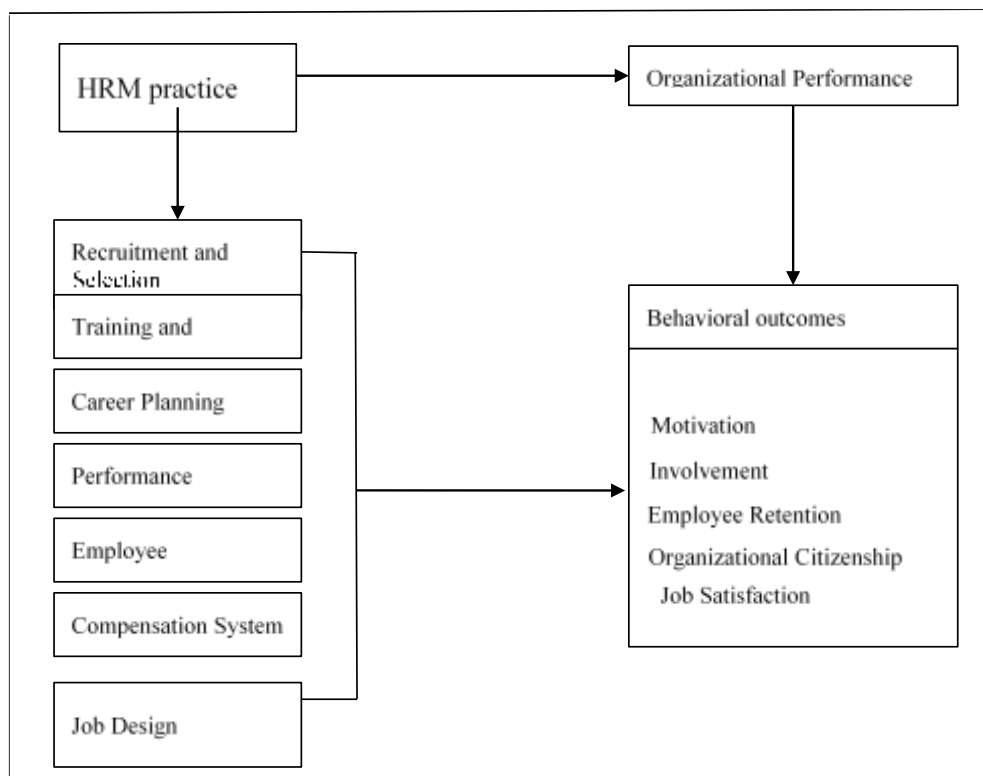 HRM practice
Organizational Performance
Recruitment and
Selection
Training and
Career Planning
Performance
Employee
Compensation System
Job Design
Behavioral outcomes
Motivation
Involvement
Employee Retention
Organizational Citizenship
Job Satisfaction